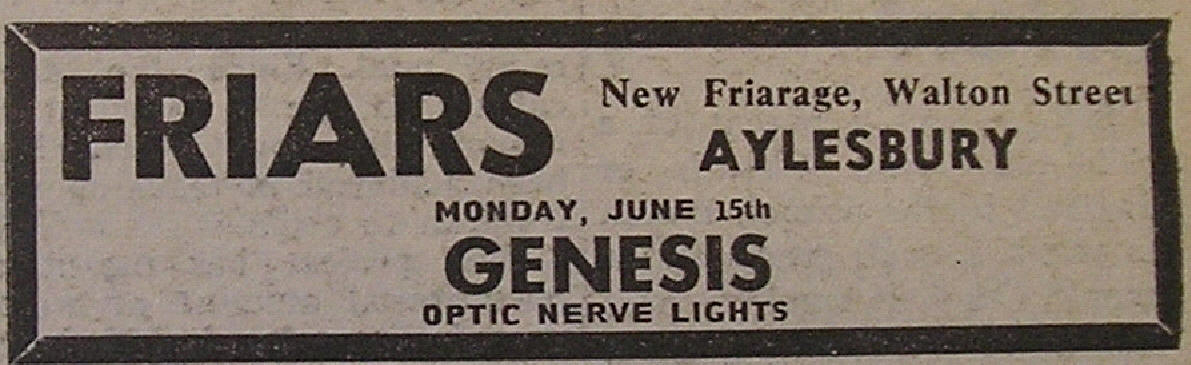 FRIARS
New Friarage, Walton Street
AYLESBURY
MONDAY, JUNE 15th
GENESIS
OPTIC NERVE LIGHTS